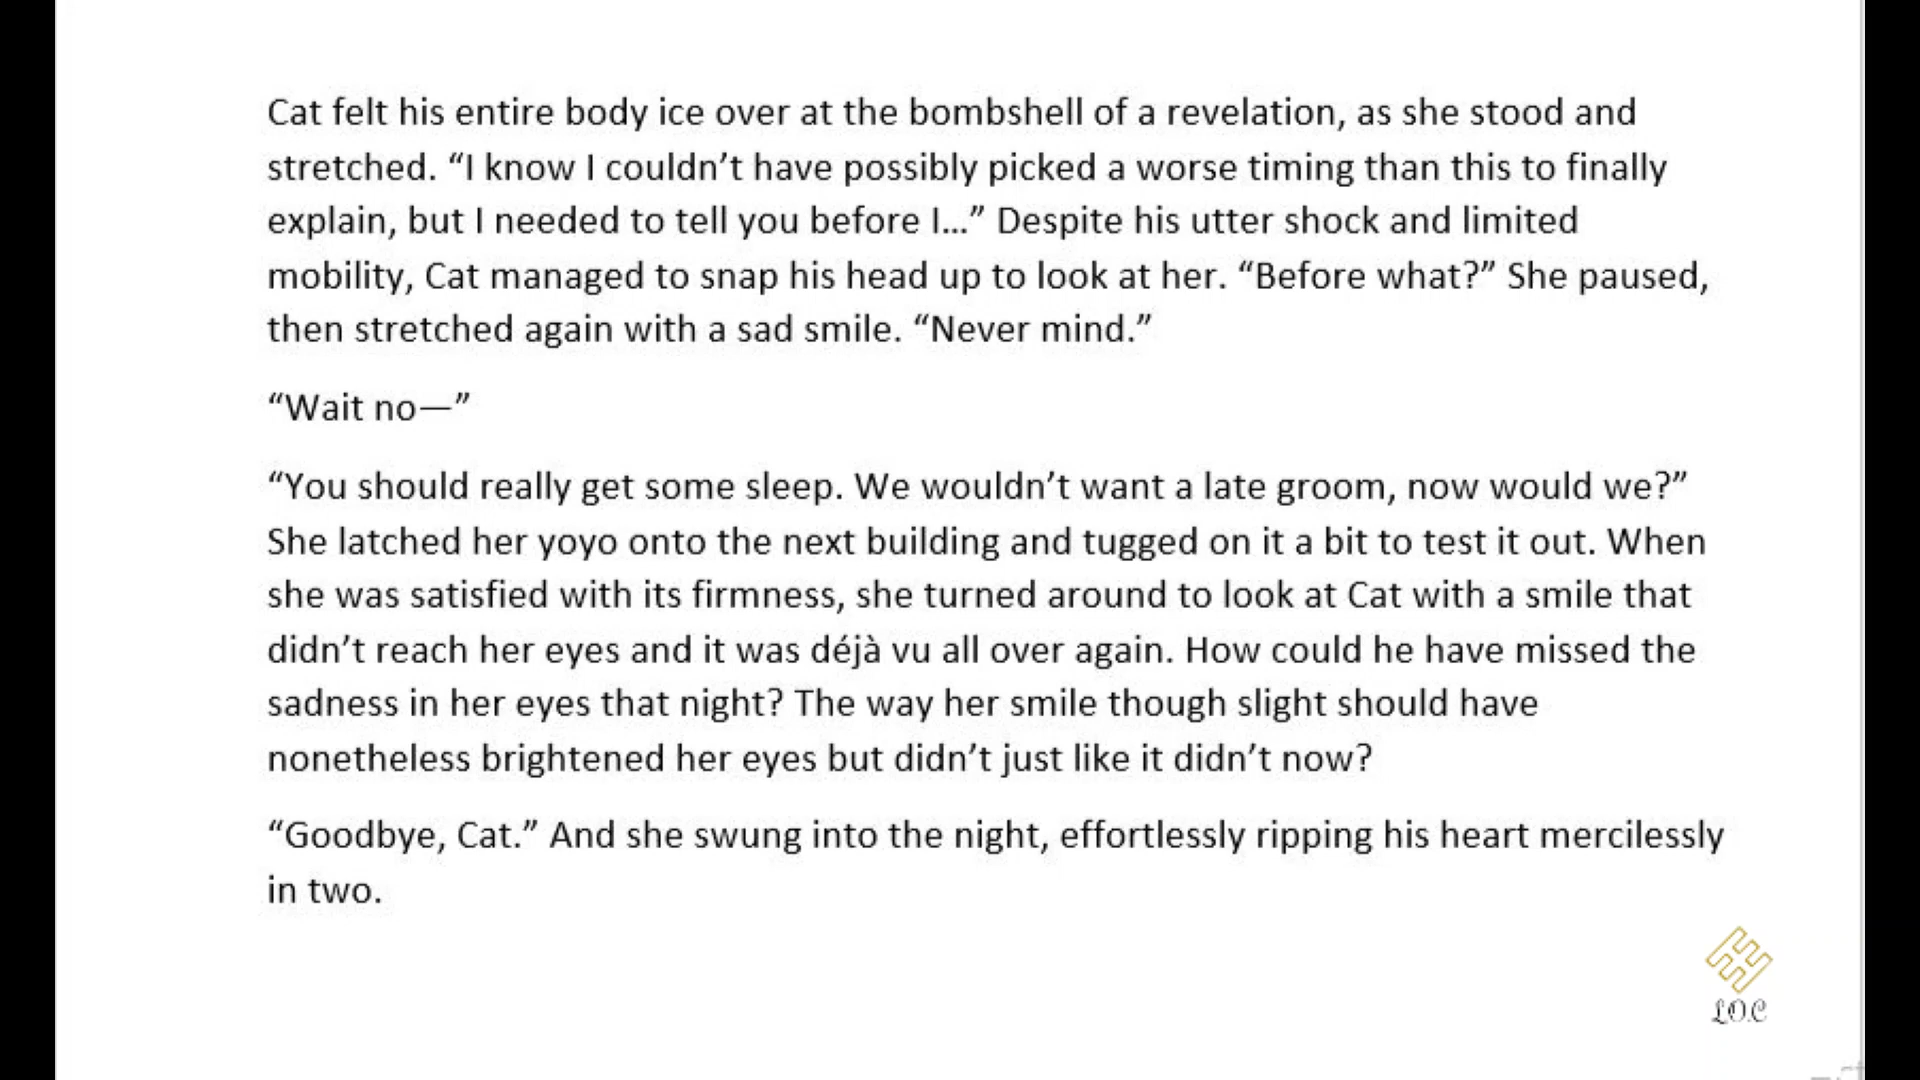 Cat felt his entire body ice over at the bombshell of a revelation, as she stood and
stretched. “I know I couldn’t have possibly picked a worse timing than this to finally
explain, but I needed to tell you before I…” Despite his utter shock and limited
mobility, Cat managed to snap his head up to look at her. “Before what?” She paused,
then stretched again with a sad smile. “Never mind.”
“Wait no—”
“You should really get some sleep. We wouldn’t want a late groom, now would we?”
She latched her yoyo onto the next building and tugged on it a bit to test it out. When
she was satisfied with its firmness, she turned around to look at Cat with a smile that
didn’t reach her eyes and it was déjà vu all over again. How could he have missed the
sadness in her eyes that night? The way her smile though slight should have
nonetheless brightened her eyes but didn’t just like it didn’t now?
“Goodbye, Cat.” And she swung into the night, effortlessly ripping his heart mercilessly
in two.
L.O.C